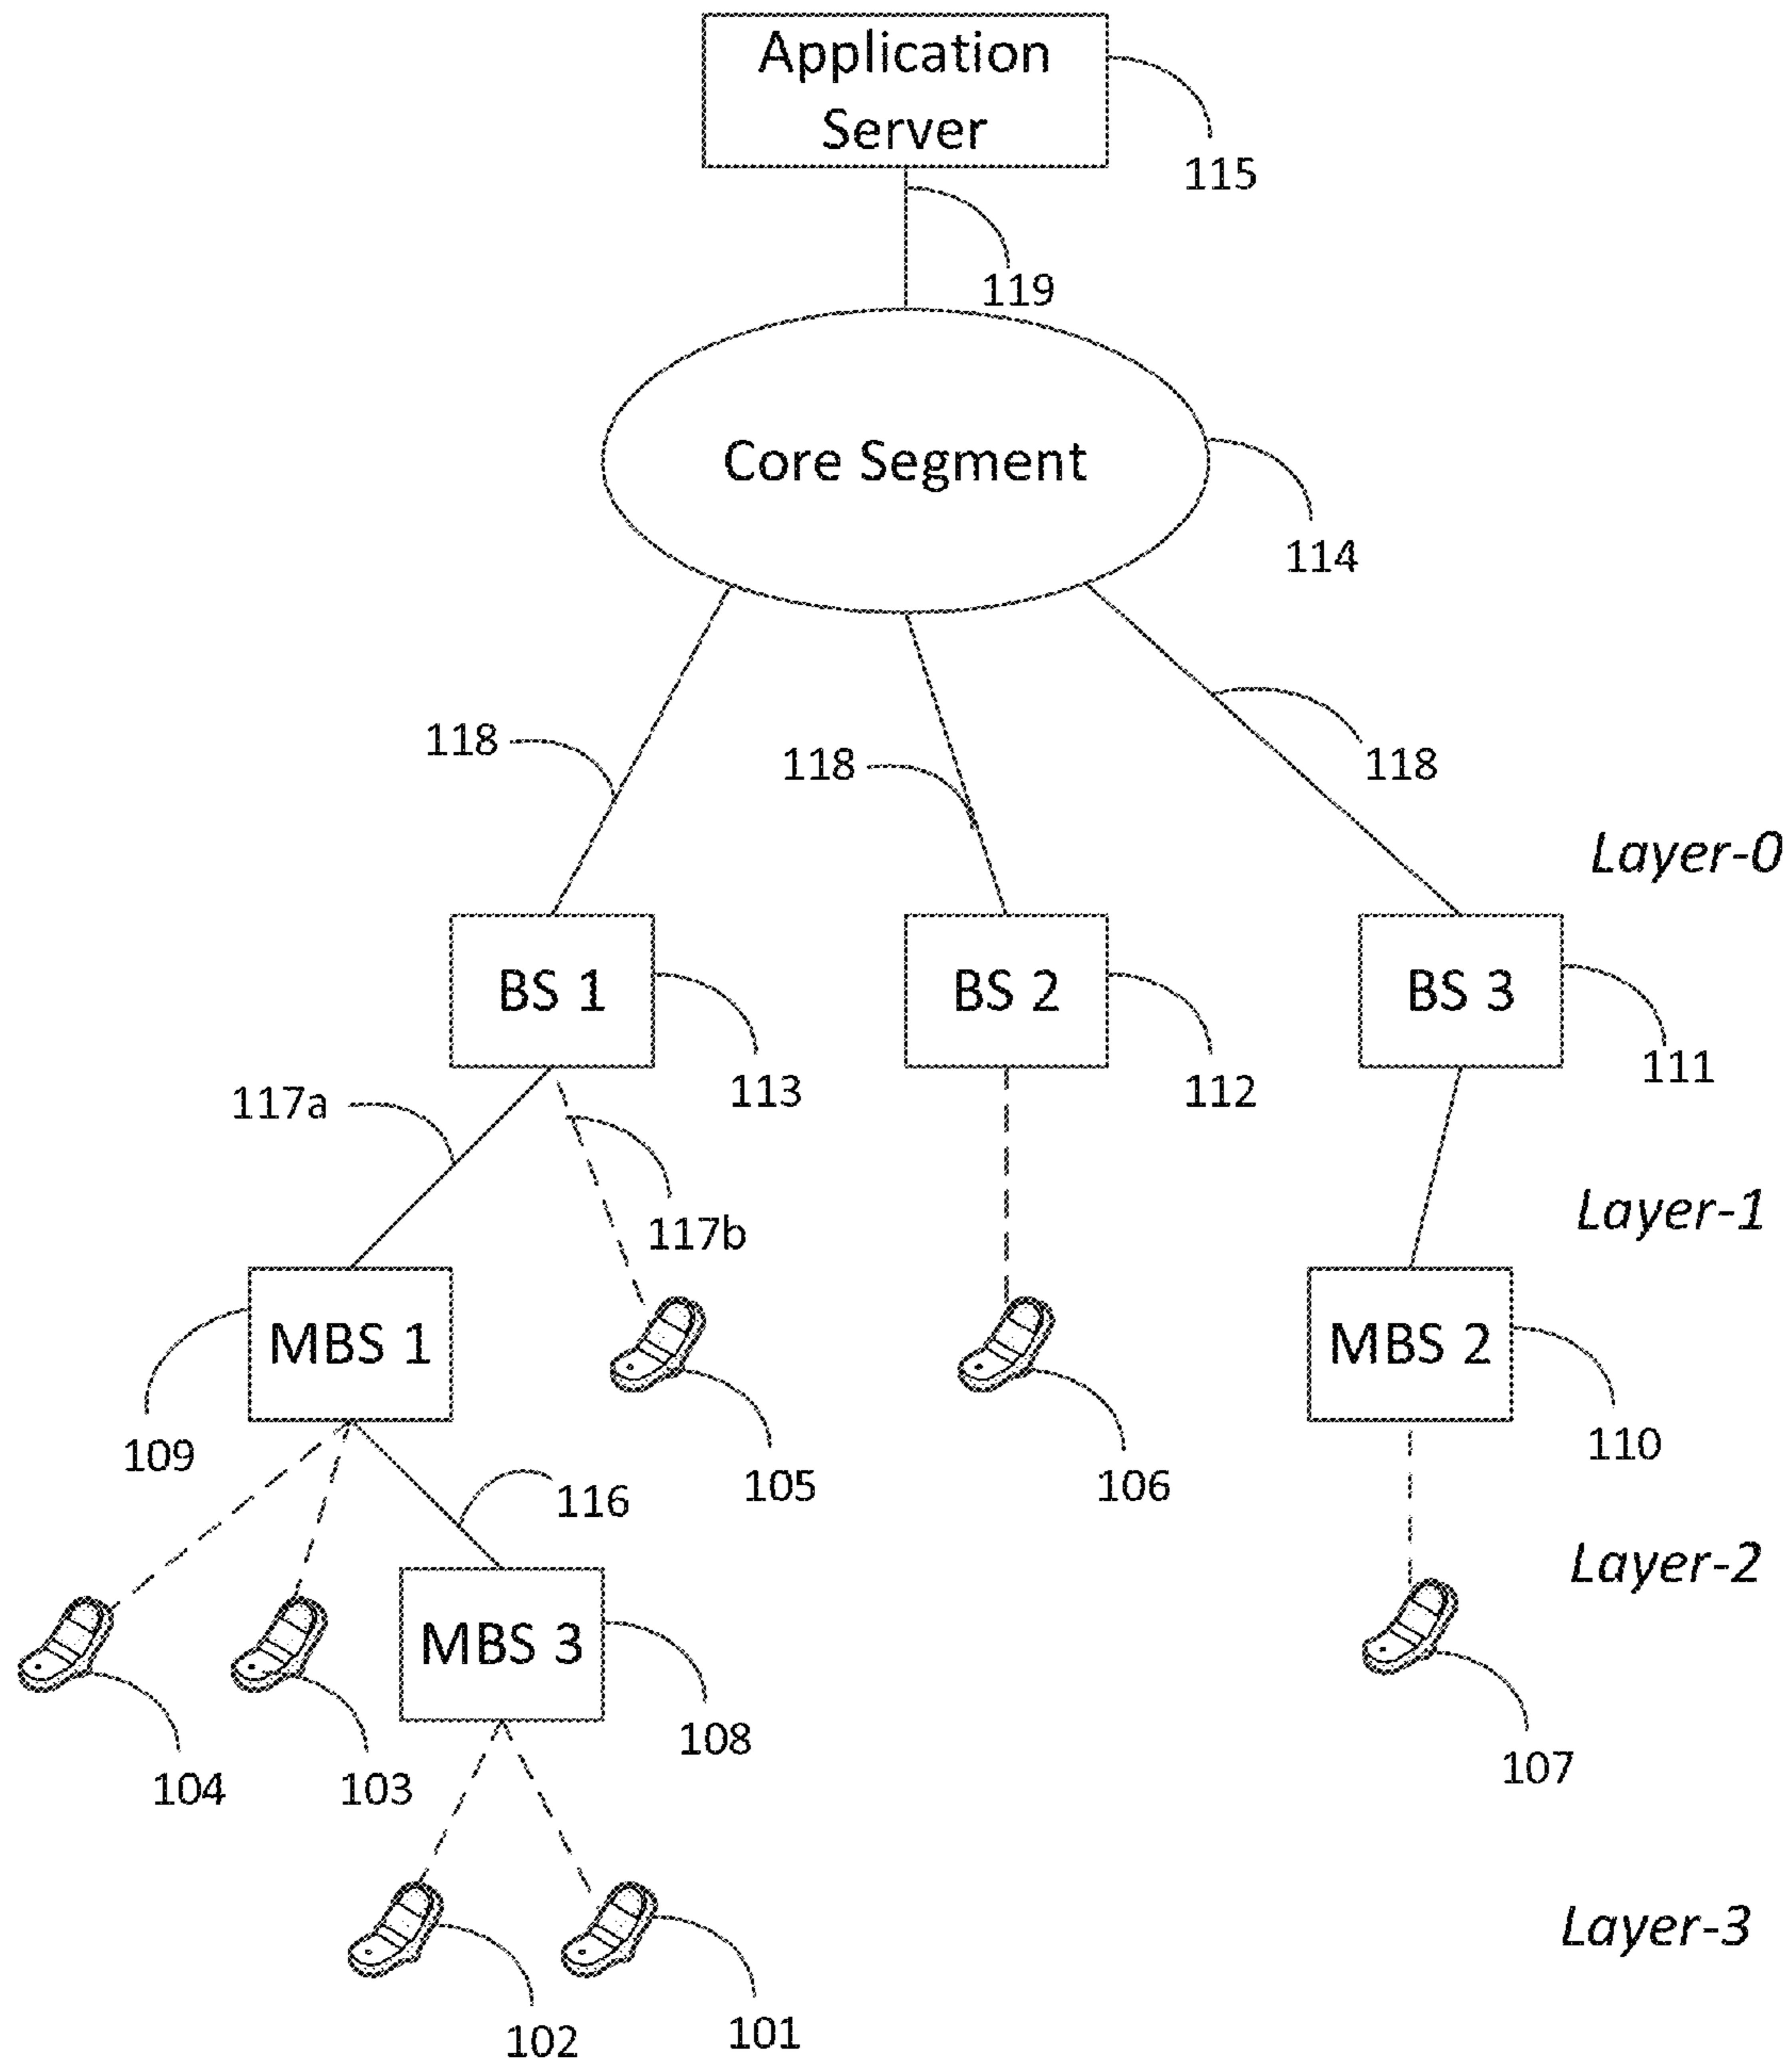 Application
Server
115
119
Core Segment
114
118
118
118
Layer-0
BS 1
BS 2
BS 3
113
112
111
117a
117b
Layer-1
MBS 1
MBS 2
109
105
106
110
116
Layer-2
MBS 3
108
104
103
107
Layer-3
102
101